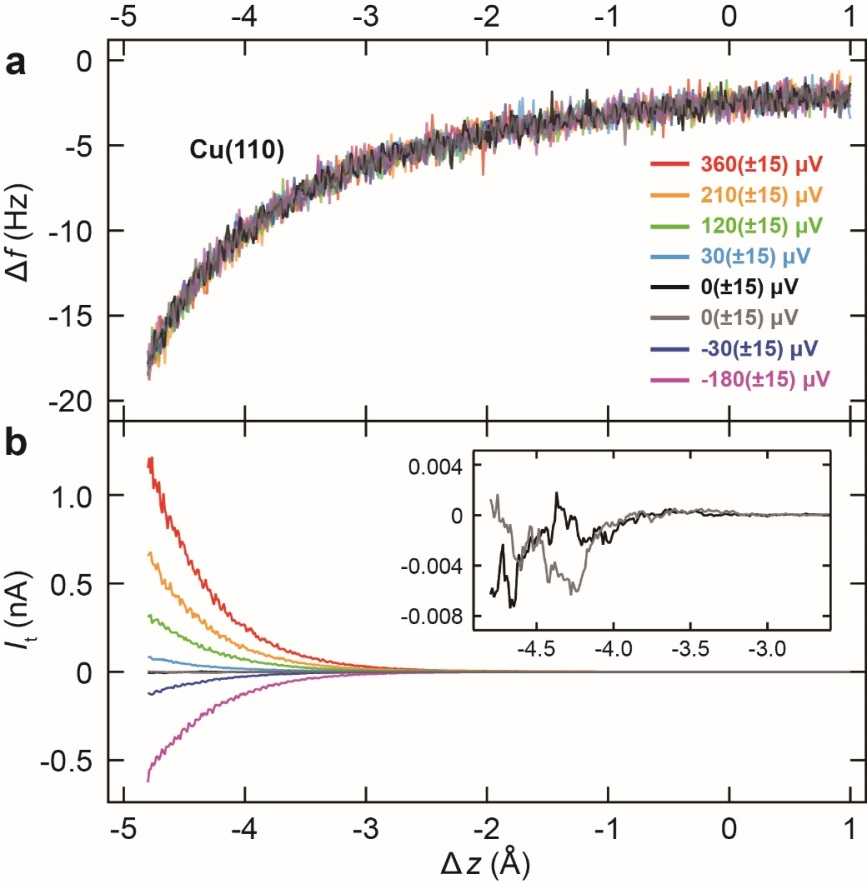 -5 -4 -3 -2 -1 0 1
a
0
-5
-10
-15
-20
Δf (Hz)
Cu(110)
360(±15) µV
210(±15) µV
120(±15) µV
30(±15) µV
0(±15) µV
0(±15) µV
-30(±15) µV
-180(±15) µV
b
1.0
0.5
0
-0.5
It (nA)
0.004
0
-0.004
-0.008
-4.5 -4.0 -3.5 -3.0
-5 -4 -3 -2 -1 0 1
Δz (Å)